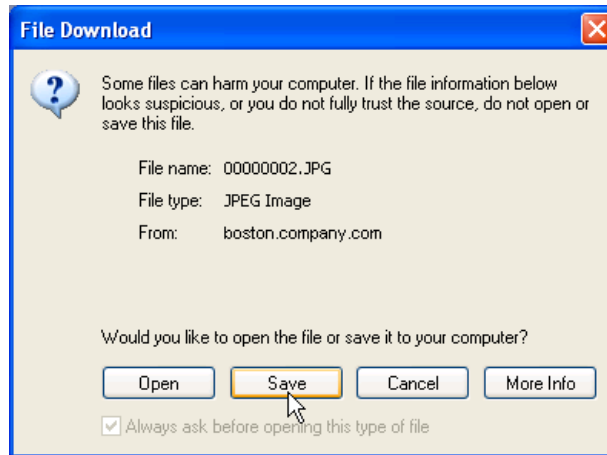 File Download
Some files can harm your computer. If the file information below
looks suspicious, or you do not fully trust the source, do not open or
save this file.
File name: 00000002.JPG
File type: JPEG Image
From: boston.company.com
Would you like to open the file or save it to your computer?
Open Save Cancel More Info
Always ask before opening this type of file